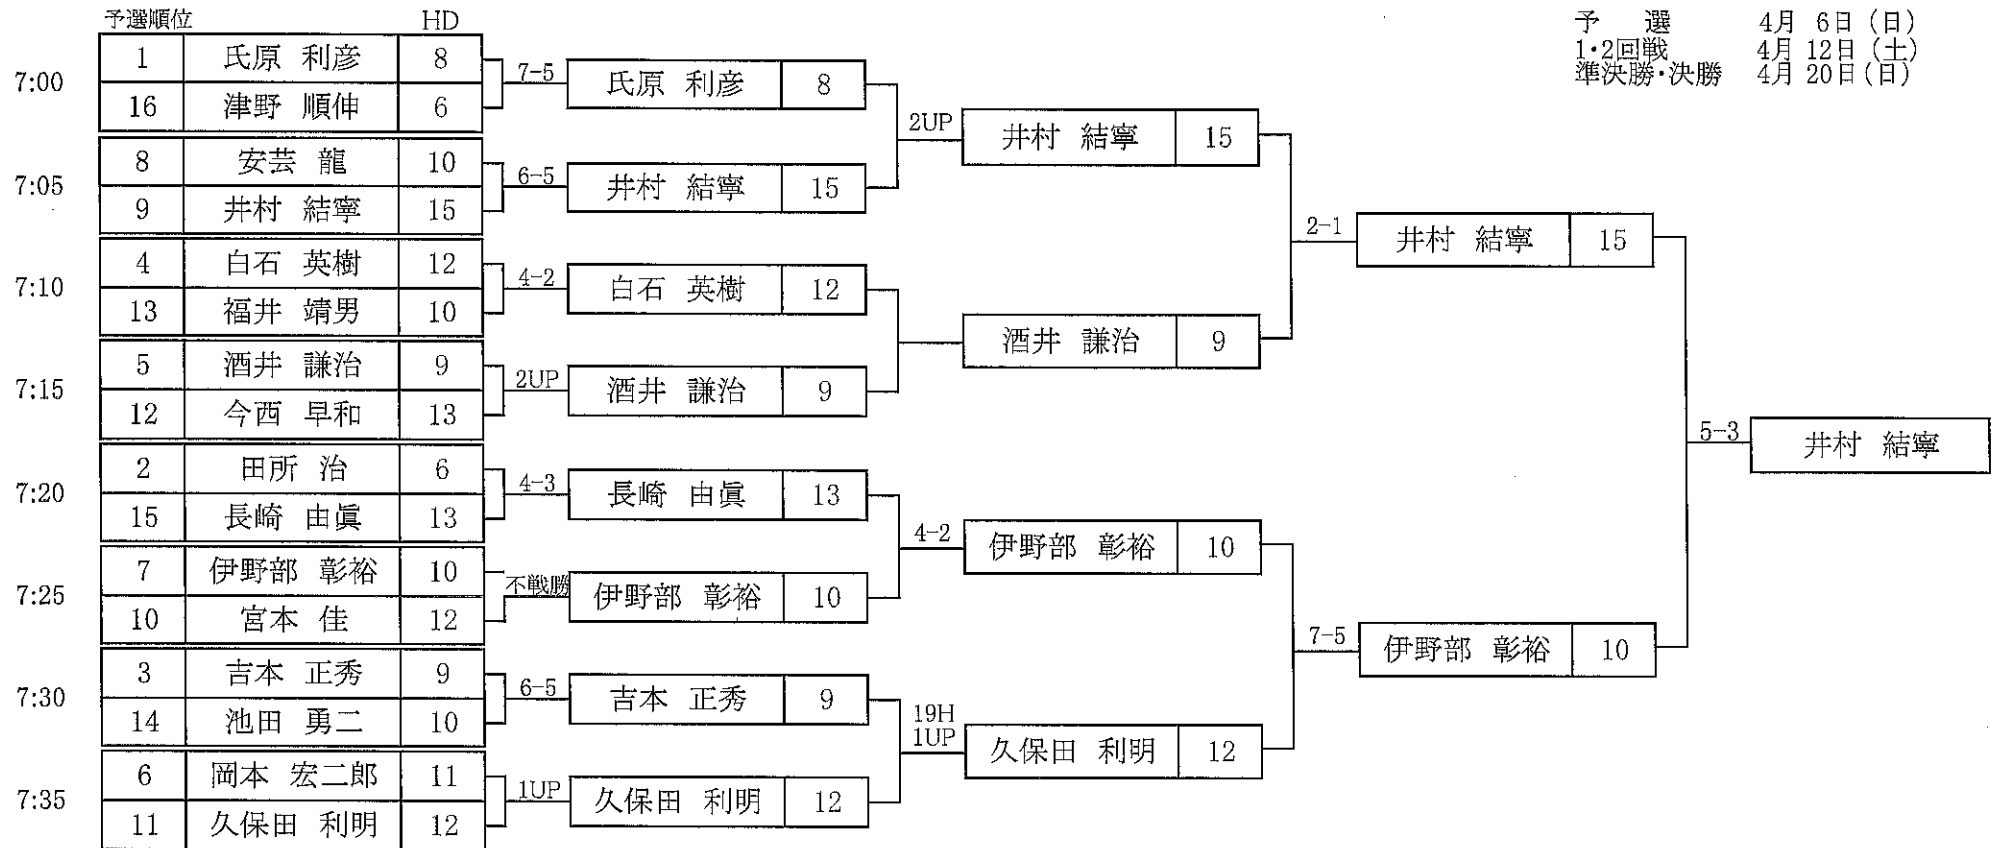 予選順位 HD
予 選 4月 6日(日)
1・2回戦 4月 12日(土)
準決勝・決勝 4月 20日(日)
7:00
1 氏原 利彦 8
16 津野 順伸 6
7-5
氏原 利彦 8
7:05
8 安芸 龍 10
9 井村 結寧 15
6-5
井村 結寧 15
2UP
井村 結寧 15
7:10
4 白石 英樹 12
13 福井 靖男 10
4-2
白石 英樹 12
7:15
5 酒井 謙治 9
12 今西 早和 13
2UP
酒井 謙治 9
酒井 謙治 9
2-1
井村 結寧 15
7:20
2 田所 治 6
15 長崎 由眞 13
4-3
長崎 由眞 13
7:25
7 伊野部 彰裕 10
10 宮本 佳 12
不戦勝
伊野部 彰裕 10
4-2
伊野部 彰裕 10
7:30
3 吉本 正秀 9
14 池田 勇二 10
6-5
吉本 正秀 9
7:35
6 岡本 宏二郎 11
11 久保田 利明 12
1UP
久保田 利明 12
19H
1UP
久保田 利明 12
7-5
伊野部 彰裕 10
5-3
井村 結寧